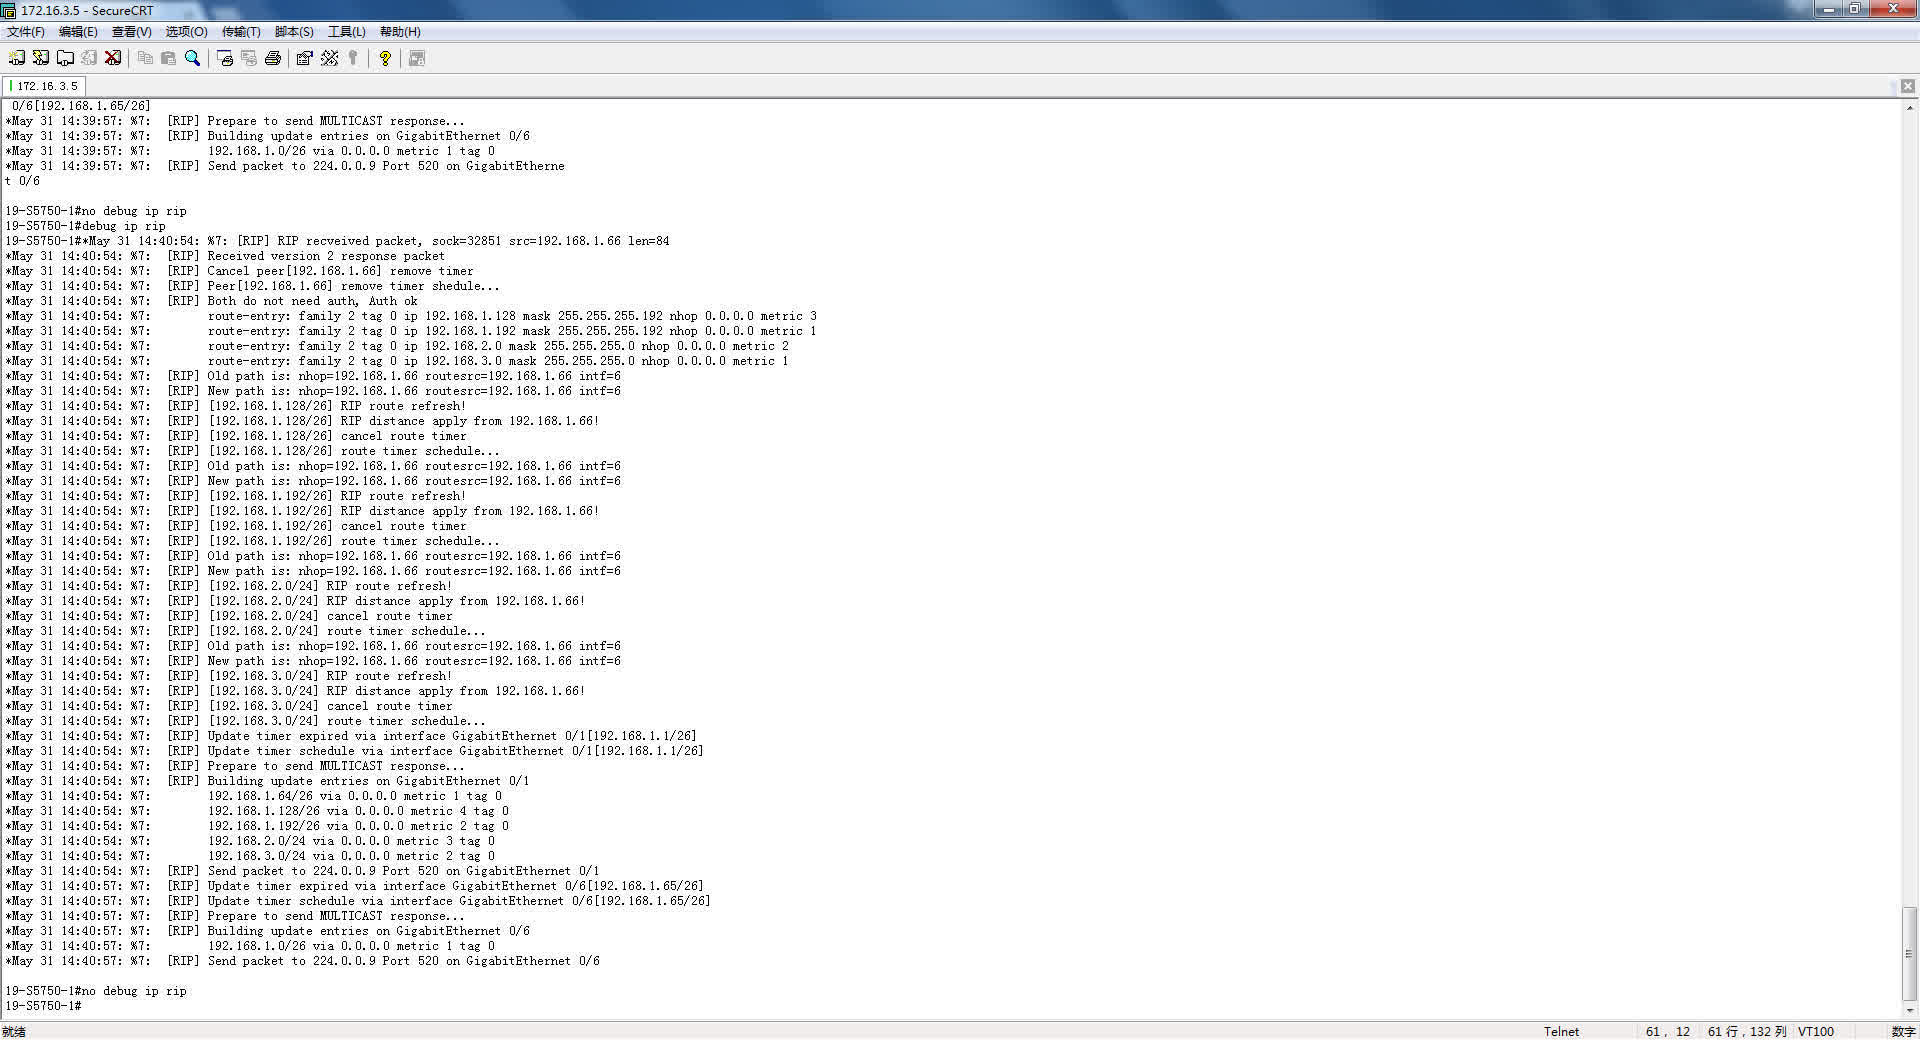 172.16.3.5 - SecureCRT
文件(F) 编辑(E) 查看(V) 选项(O) 传输(T) 脚本(S) 工具(L) 帮助(H)
172.16.3.5
0/6[192.168.1.65/26]
*May 31 14:39:57: %7: [RIP] Prepare to send MULTICAST response...
*May 31 14:39:57: %7: [RIP] Building update entries on GigabitEthernet 0/6
*May 31 14:39:57: %7: 192.168.1.0/26 via 0.0.0.0 metric 1 tag 0
*May 31 14:39:57: %7: [RIP] Send packet to 224.0.0.9 Port 520 on GigabitEtherne
t 0/6
19-S5750-1#no debug ip rip
19-S5750-1#debug ip rip
19-S5750-1#*May 31 14:40:54: %7: [RIP] RIP recveived packet, sock=32851 src=192.168.1.66 len=84
*May 31 14:40:54: %7: [RIP] Received version 2 response packet
*May 31 14:40:54: %7: [RIP] Cancel peer[192.168.1.66] remove timer
*May 31 14:40:54: %7: [RIP] Peer[192.168.1.66] remove timer shedule...
*May 31 14:40:54: %7: [RIP] Both do not need auth, Auth ok
*May 31 14:40:54: %7: route-entry: family 2 tag 0 ip 192.168.1.128 mask 255.255.255.192 nhop 0.0.0.0 metric 3
*May 31 14:40:54: %7: route-entry: family 2 tag 0 ip 192.168.1.192 mask 255.255.255.192 nhop 0.0.0.0 metric 1
*May 31 14:40:54: %7: route-entry: family 2 tag 0 ip 192.168.2.0 mask 255.255.255.0 nhop 0.0.0.0 metric 2
*May 31 14:40:54: %7: route-entry: family 2 tag 0 ip 192.168.3.0 mask 255.255.255.0 nhop 0.0.0.0 metric 1
*May 31 14:40:54: %7: [RIP] Old path is: nhop=192.168.1.66 routesrc=192.168.1.66 intf=6
*May 31 14:40:54: %7: [RIP] New path is: nhop=192.168.1.66 routesrc=192.168.1.66 intf=6
*May 31 14:40:54: %7: [RIP] [192.168.1.128/26] RIP route refresh!
*May 31 14:40:54: %7: [RIP] [192.168.1.128/26] RIP distance apply from 192.168.1.66!
*May 31 14:40:54: %7: [RIP] [192.168.1.128/26] cancel route timer
*May 31 14:40:54: %7: [RIP] [192.168.1.128/26] route timer schedule...
*May 31 14:40:54: %7: [RIP] Old path is: nhop=192.168.1.66 routesrc=192.168.1.66 intf=6
*May 31 14:40:54: %7: [RIP] New path is: nhop=192.168.1.66 routesrc=192.168.1.66 intf=6
*May 31 14:40:54: %7: [RIP] [192.168.1.192/26] RIP route refresh!
*May 31 14:40:54: %7: [RIP] [192.168.1.192/26] RIP distance apply from 192.168.1.66!
*May 31 14:40:54: %7: [RIP] [192.168.1.192/26] cancel route timer
*May 31 14:40:54: %7: [RIP] [192.168.1.192/26] route timer schedule...
*May 31 14:40:54: %7: [RIP] Old path is: nhop=192.168.1.66 routesrc=192.168.1.66 intf=6
*May 31 14:40:54: %7: [RIP] New path is: nhop=192.168.1.66 routesrc=192.168.1.66 intf=6
*May 31 14:40:54: %7: [RIP] [192.168.2.0/24] RIP route refresh!
*May 31 14:40:54: %7: [RIP] [192.168.2.0/24] RIP distance apply from 192.168.1.66!
*May 31 14:40:54: %7: [RIP] [192.168.2.0/24] cancel route timer
*May 31 14:40:54: %7: [RIP] [192.168.2.0/24] route timer schedule...
*May 31 14:40:54: %7: [RIP] Old path is: nhop=192.168.1.66 routesrc=192.168.1.66 intf=6
*May 31 14:40:54: %7: [RIP] New path is: nhop=192.168.1.66 routesrc=192.168.1.66 intf=6
*May 31 14:40:54: %7: [RIP] [192.168.3.0/24] RIP route refresh!
*May 31 14:40:54: %7: [RIP] [192.168.3.0/24] RIP distance apply from 192.168.1.66!
*May 31 14:40:54: %7: [RIP] [192.168.3.0/24] cancel route timer
*May 31 14:40:54: %7: [RIP] [192.168.3.0/24] route timer schedule...
*May 31 14:40:54: %7: [RIP] Update timer expired via interface GigabitEthernet 0/1[192.168.1.1/26]
*May 31 14:40:54: %7: [RIP] Update timer schedule via interface GigabitEthernet 0/1[192.168.1.1/26]
*May 31 14:40:54: %7: [RIP] Prepare to send MULTICAST response...
*May 31 14:40:54: %7: [RIP] Building update entries on GigabitEthernet 0/1
*May 31 14:40:54: %7: 192.168.1.64/26 via 0.0.0.0 metric 1 tag 0
*May 31 14:40:54: %7: 192.168.1.128/26 via 0.0.0.0 metric 4 tag 0
*May 31 14:40:54: %7: 192.168.1.192/26 via 0.0.0.0 metric 2 tag 0
*May 31 14:40:54: %7: 192.168.2.0/24 via 0.0.0.0 metric 3 tag 0
*May 31 14:40:54: %7: 192.168.3.0/24 via 0.0.0.0 metric 2 tag 0
*May 31 14:40:54: %7: [RIP] Send packet to 224.0.0.9 Port 520 on GigabitEthernet 0/1
*May 31 14:40:57: %7: [RIP] Update timer expired via interface GigabitEthernet 0/6[192.168.1.65/26]
*May 31 14:40:57: %7: [RIP] Update timer schedule via interface GigabitEthernet 0/6[192.168.1.65/26]
*May 31 14:40:57: %7: [RIP] Prepare to send MULTICAST response...
*May 31 14:40:57: %7: [RIP] Building update entries on GigabitEthernet 0/6
*May 31 14:40:57: %7: 192.168.1.0/26 via 0.0.0.0 metric 1 tag 0
*May 31 14:40:57: %7: [RIP] Send packet to 224.0.0.9 Port 520 on GigabitEthernet 0/6
19-S5750-1#no debug ip rip
19-S5750-1#
就绪 Telnet 61, 12 61 行, 132 列 VT100 数字